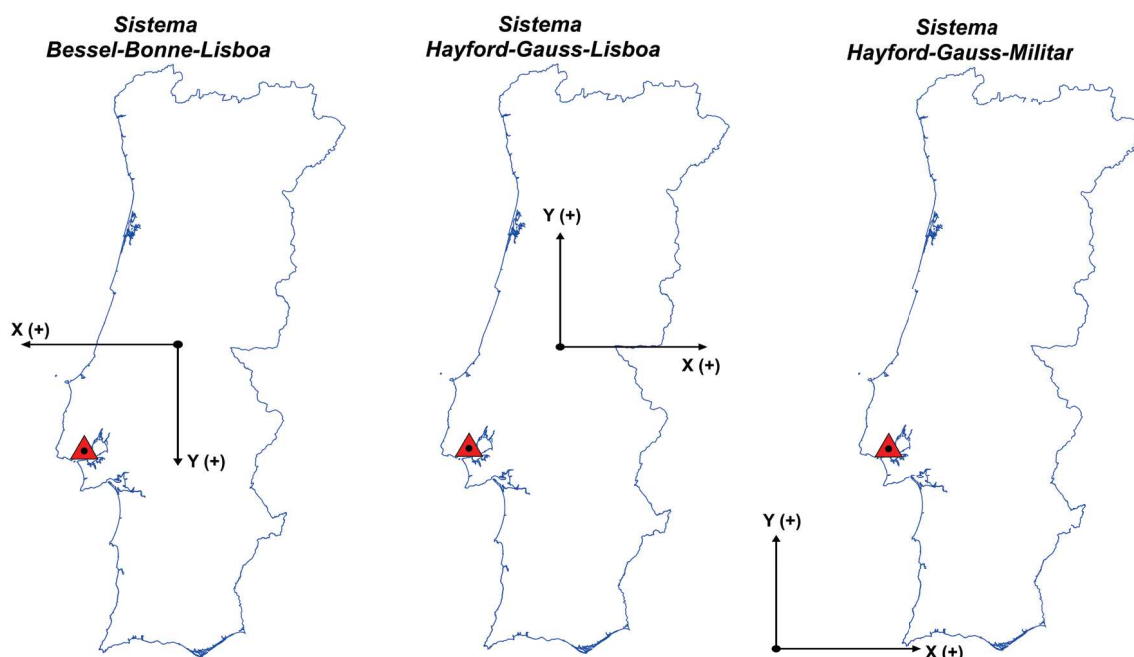 Sistema
Bessel-Bonne-Lisboa
X (+)
Y (+)
Sistema
Hayford-Gauss-Lisboa
Y (+)
X (+)
Sistema
Hayford-Gauss-Militar
Y (+)
X (+)